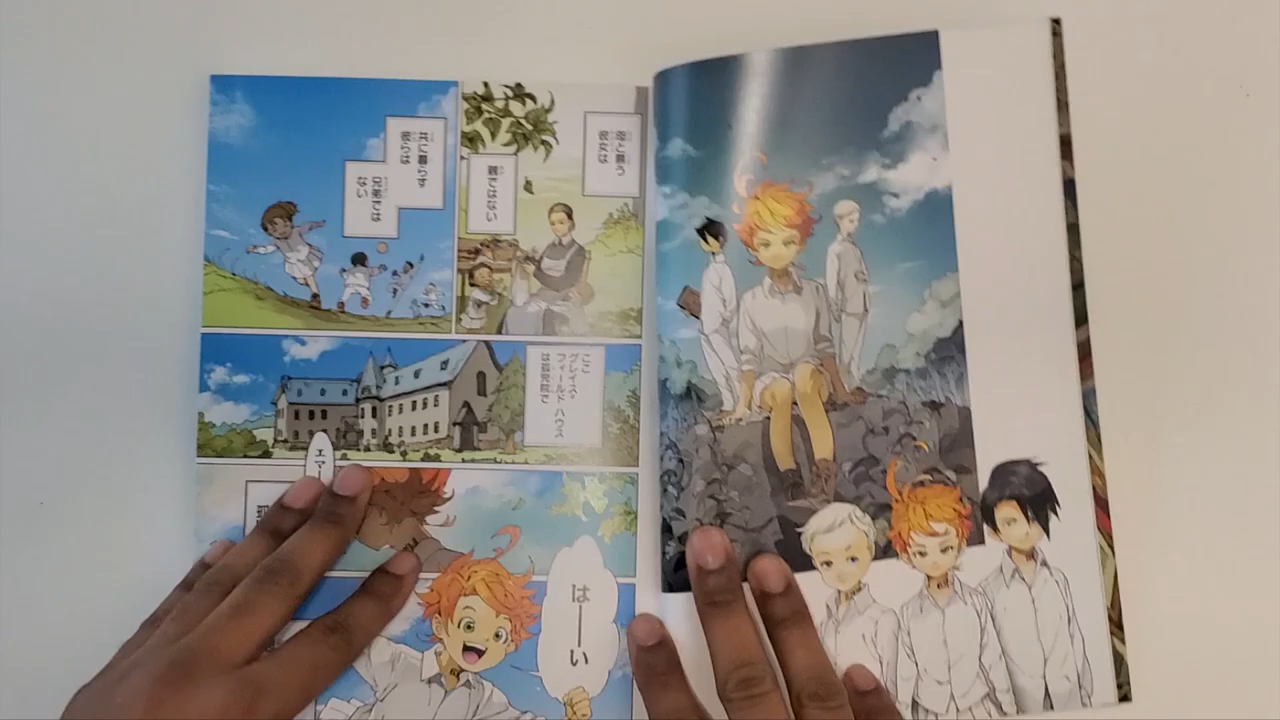 母と慕う
彼女は
親ではない
共に暮らす
彼らは
兄弟では
ない
ここ
グレイス＝
フィールドハウス
は孤児院で
エマ
はーい